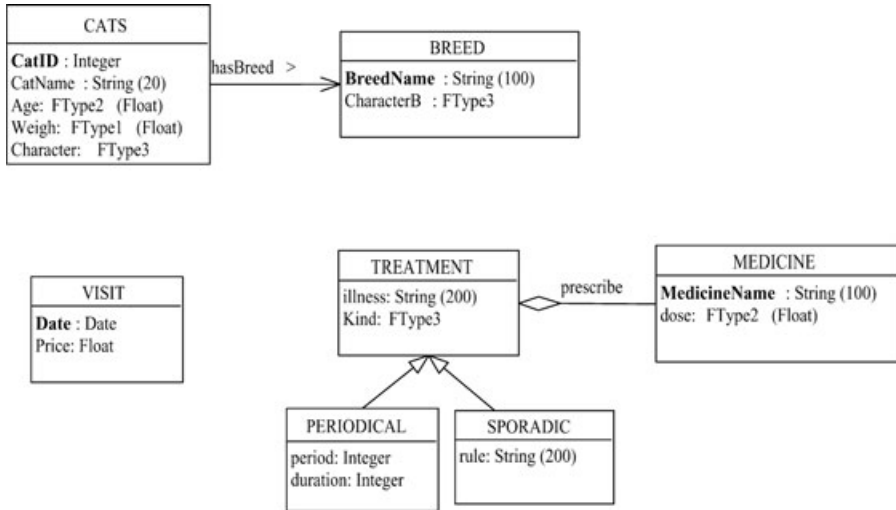 CATS
CatID : Integer
CatName : String (20)
Age: FType2 (Float)
Weigh: FType1 (Float)
Character: FType3
hasBreed >
BREED
BreedName : String (100)
CharacterB : FType3
VISIT
Date : Date
Price: Float
TREATMENT
illness: String (200)
Kind: FType3
prescribe
MEDICINE
MedicineName : String (100)
dose: FType2 (Float)
PERIODICAL
period: Integer
duration: Integer
SPORADIC
rule: String (200)